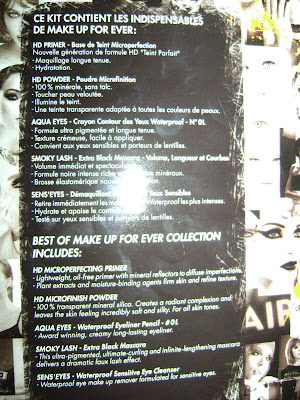 CE KIT CONTIENT LES INDISPENSABLES
DE MAKE UP FOR EVER :
HD PRIMER - Base de Teint Microperfection
Nouvelle génération de formule HD "Teint Parfait"
• Maquillage longue tenue.
• Hydratation.
HD POWDER - Poudre Microfinition
• 100 % minérale, sans talc.
• Toucher peau veloutée.
• Illumine le teint.
• Une teinte transparente adaptée à toutes les couleurs de peaux.
AQUA EYES - Crayon Contour des Yeux Waterproof - N° 0L
• Formule ultra pigmentée et longue tenue.
• Texture crémeuse, facile à appliquer.
• Convient aux yeux sensibles et porteurs de lentilles.
SMOKY LASH - Extra Black Mascara - Volume, Longueur et Courbe
• Volume immédiat et spectaculaire
• Formule noire intense riche minéraux.
• Brosse élastomérique
SENS'EYES - Démaquillant Yeux Sensibles
• Retire immédiatement les Waterproof les plus intenses.
• Hydrate et apaise le
• Testé sur yeux sensibles et porteurs de lentilles.
BEST OF MAKE UP FOR EVER COLLECTION
INCLUDES:
HD MICROPERFECTING PRIMER
• Lightweight, oil-free primer with mineral reflectors to diffuse imperfections.
• Plant extracts and moisture-binding agents firm skin and refine texture.
HD MICROFINISH POWDER
• 100% transparent mineral silica. Creates a radiant complexion and
leaves the skin feeling incredibly soft and silky. For all skin tones.
AQUA EYES - Waterproof Eyeliner Pencil - # 0L
• Award winning, creamy long-lasting eyeliner.
SMOKY LASH - Extra Black Mascara
• This ultra-pigmented, ultimate-curling and infinite-lengthening mascara
delivers a dramatic faux lash effect.
SENS'EYES - Waterproof Sensitive Eye Cleanser
• Waterproof eye make up remover formulated for sensitive eyes.